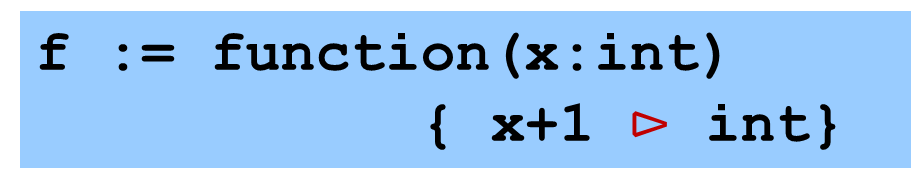 f := function(x:int)
{ x+1 ▷ int}